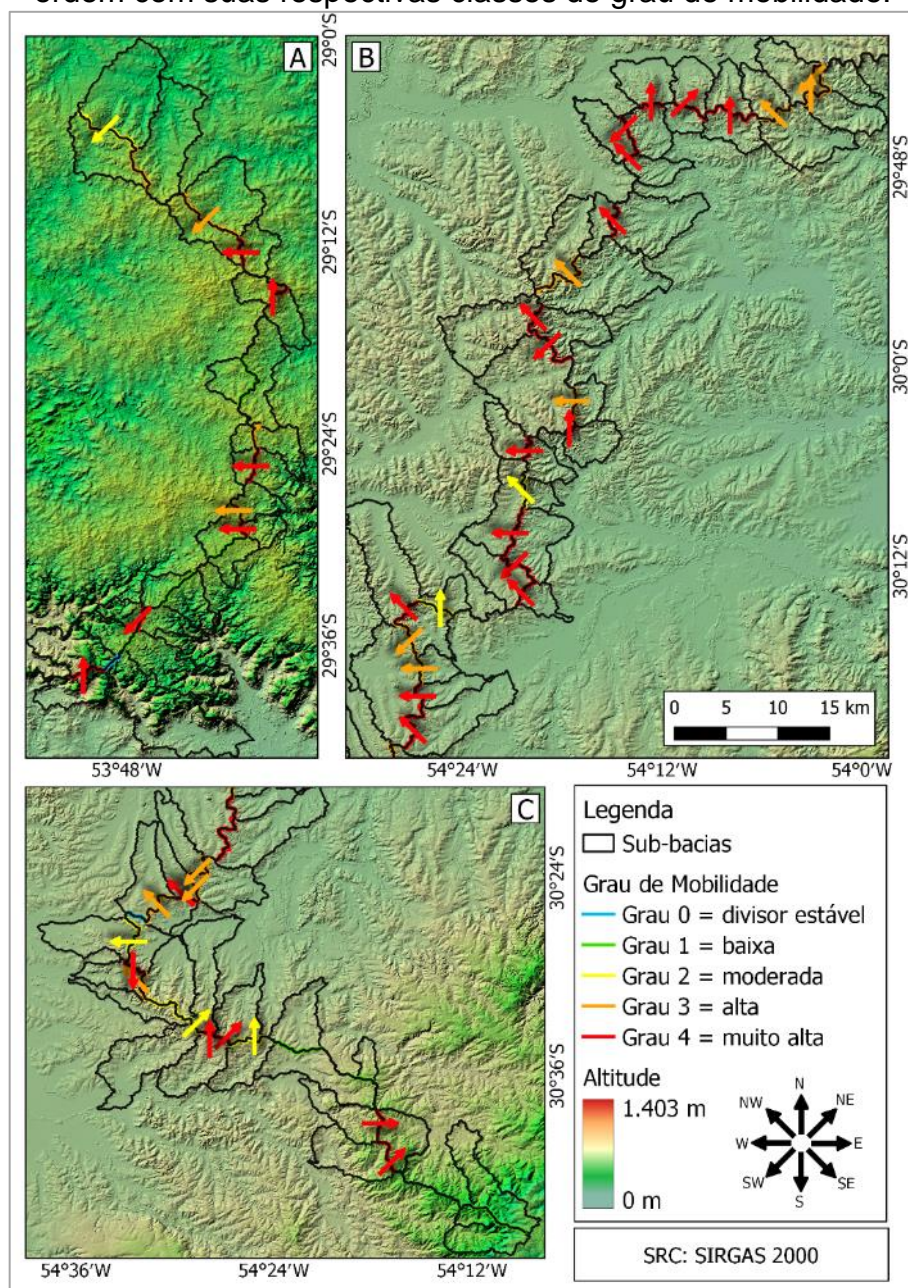 ordem com suas respectivas classes de grau de mobilidade.
A
B
29°0'S
29°12'S
29°24'S
29°36'S
53°48'W
29°48'S
30°0'S
30°12'S
0 5 10 15 km
54°24'W 54°12'W 54°0'W
C
30°24'S
30°36'S
54°36'W 54°24'W 54°12'W
Legenda
Sub-bacias
Grau de Mobilidade
Grau 0 = divisor estável
Grau 1 = baixa
Grau 2 = moderada
Grau 3 = alta
Grau 4 = muito alta
Altitude
1.403 m
0 m
N
NW NE
W E
SW SE
S
SRC: SIRGAS 2000